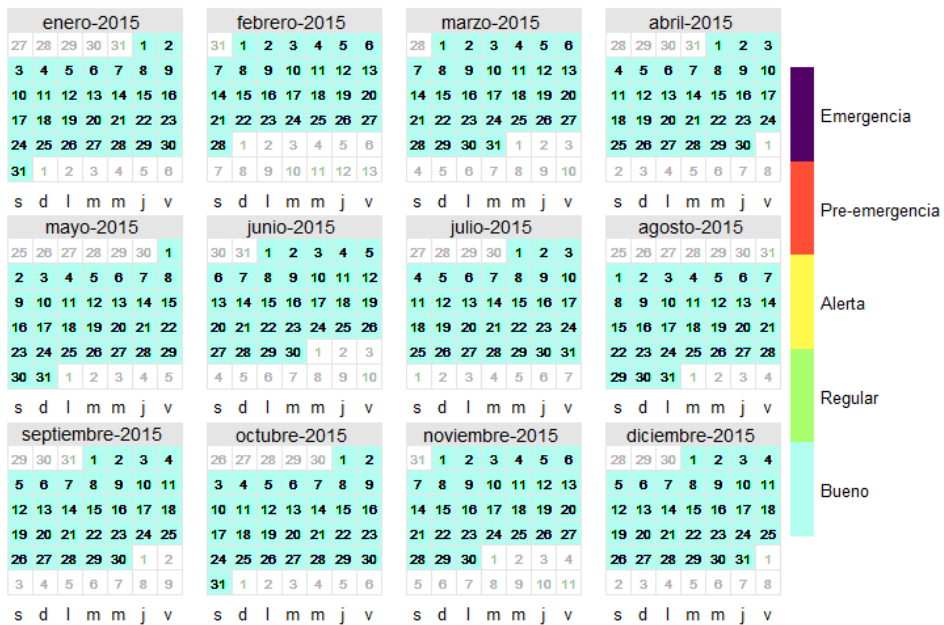 enero-2015 febrero-2015 marzo-2015 abril-2015
27 28 29 30 31 1 2 31 1 2 3 4 5 6 28 1 2 3 4 5 6 28 29 30 31 1 2 3
3 4 5 6 7 8 9 7 8 9 10 11 12 13 7 8 9 10 11 12 13 4 5 6 7 8 9 10
10 11 12 13 14 15 16 14 15 16 17 18 19 20 14 15 16 17 18 19 20 11 12 13 14 15 16 17
17 18 19 20 21 22 23 21 22 23 24 25 26 27 21 22 23 24 25 26 27 18 19 20 21 22 23 24
24 25 26 27 28 29 30 28 1 2 3 4 5 6 28 29 30 31 1 2 3 25 26 27 28 29 30 1
31 1 2 3 4 5 6 7 8 9 10 11 12 13 4 5 6 7 8 9 10 2 3 4 5 6 7 8
s d l m m j v s d l m m j v s d l m m j v s d l m m j v
mayo-2015 junio-2015 julio-2015 agosto-2015
25 26 27 28 29 30 1 30 31 1 2 3 4 5 27 28 29 30 1 2 3 25 26 27 28 29 30 31
2 3 4 5 6 7 8 6 7 8 9 10 11 12 4 5 6 7 8 9 10 1 2 3 4 5 6 7
9 10 11 12 13 14 15 13 14 15 16 17 18 19 11 12 13 14 15 16 17 8 9 10 11 12 13 14
16 17 18 19 20 21 22 20 21 22 23 24 25 26 18 19 20 21 22 23 24 15 16 17 18 19 20 21
23 24 25 26 27 28 29 27 28 29 30 1 2 3 25 26 27 28 29 30 31 22 23 24 25 26 27 28
30 31 1 2 3 4 5 4 5 6 7 8 9 10 1 2 3 4 5 6 7 29 30 31 1 2 3 4
s d l m m j v s d l m m j v s d l m m j v s d l m m j v
septiembre-2015 octubre-2015 noviembre-2015 diciembre-2015
29 30 31 1 2 3 4 26 27 28 29 30 1 2 31 1 2 3 4 5 6 28 29 30 1 2 3 4
5 6 7 8 9 10 11 3 4 5 6 7 8 9 7 8 9 10 11 12 13 5 6 7 8 9 10 11
12 13 14 15 16 17 18 10 11 12 13 14 15 16 14 15 16 17 18 19 20 12 13 14 15 16 17 18
19 20 21 22 23 24 25 17 18 19 20 21 22 23 21 22 23 24 25 26 27 19 20 21 22 23 24 25
26 27 28 29 30 1 2 24 25 26 27 28 29 30 28 29 30 1 2 3 4 26 27 28 29 30 31 1
3 4 5 6 7 8 9 31 1 2 3 4 5 6 5 6 7 8 9 10 11 2 3 4 5 6 7 8
s d l m m j v s d l m m j v s d l m m j v s d l m m j v
Emergencia
Pre-emergencia
Alerta
Regular
Bueno